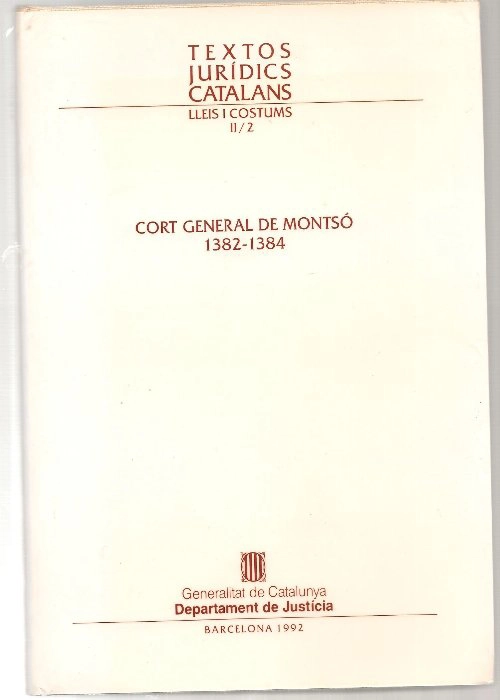 TEXTOS
JURÍDICS
CATALANS
LLEIS I COSTUMS
II/2
CORT GENERAL DE MONTSÓ
1382-1384
Generalitat de Catalunya
Departament de Justícia
BARCELONA 1992